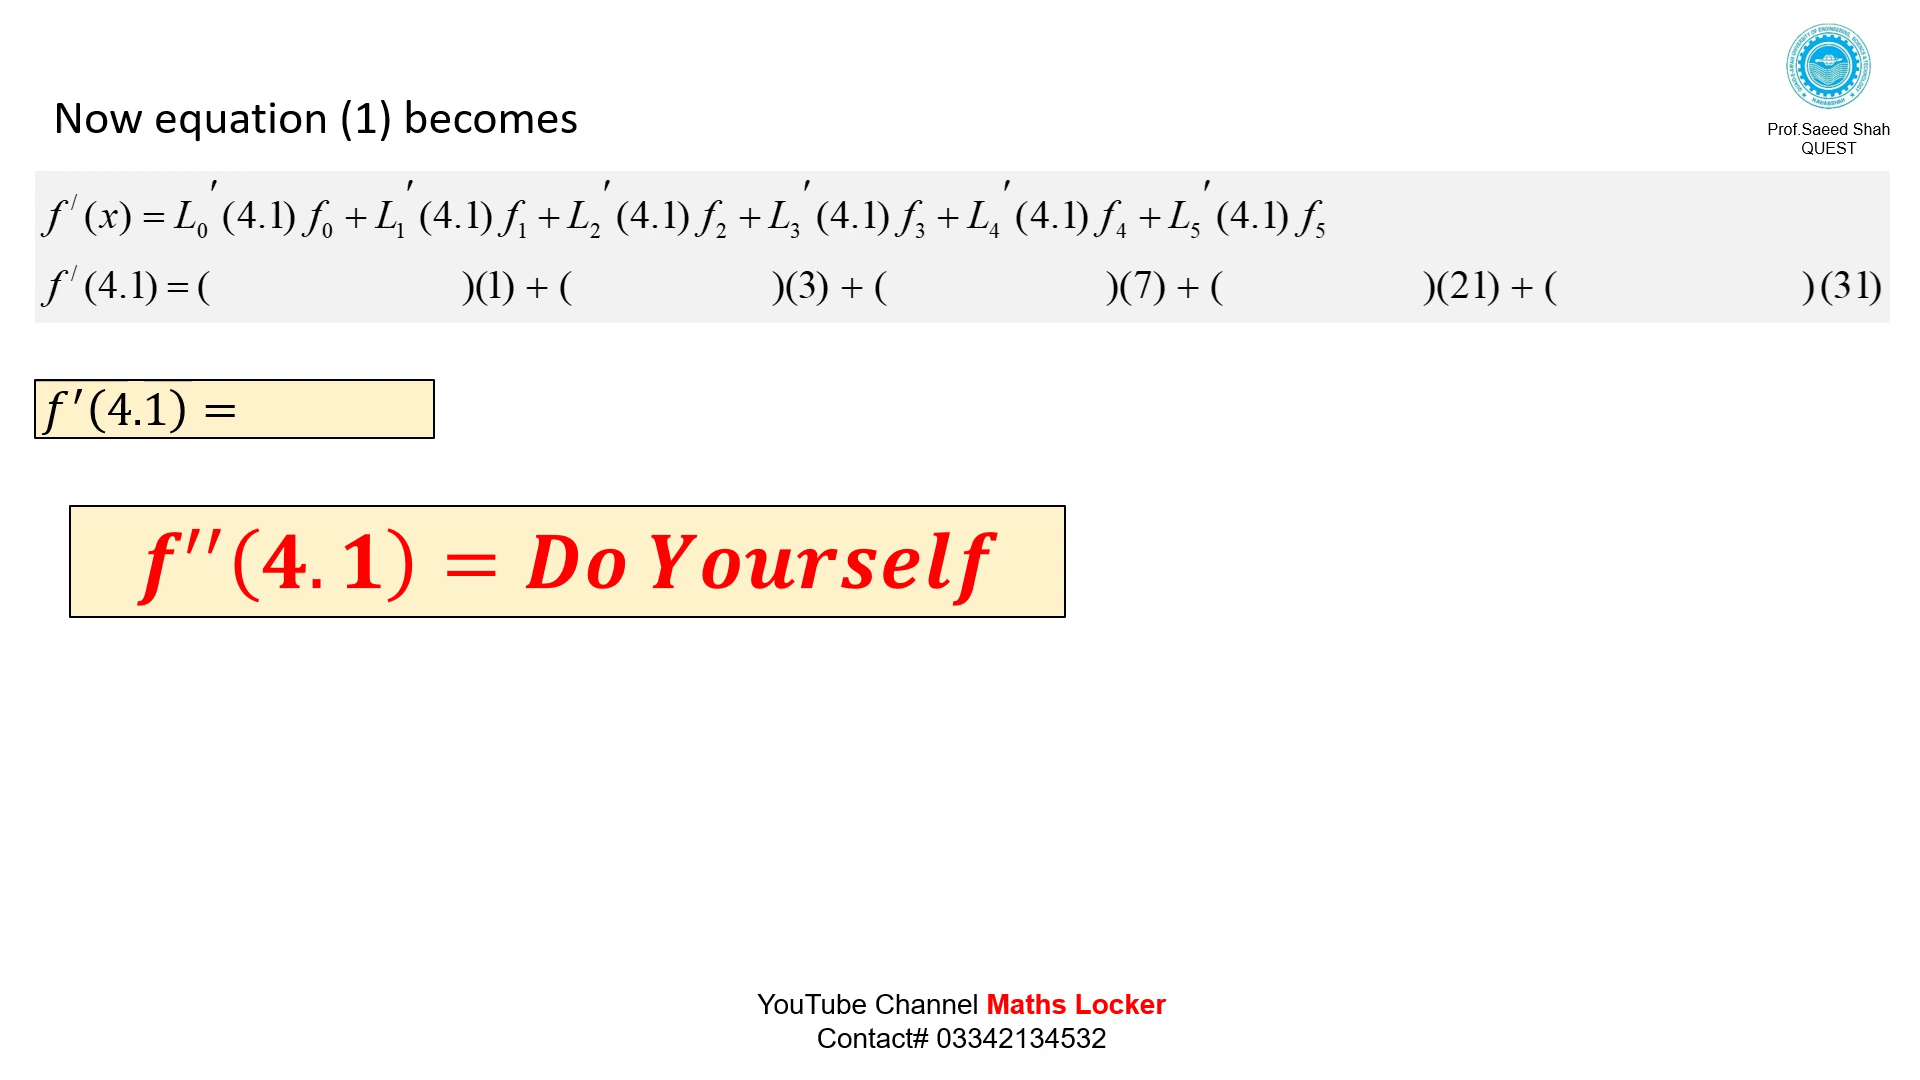 Prof.Saeed Shah
QUEST
Now equation (1) becomes
f′(x) = L₀′(4.1) f₀ + L₁′(4.1) f₁ + L₂′(4.1) f₂ + L₃′(4.1) f₃ + L₄′(4.1) f₄ + L₅′(4.1) f₅
f′(4.1) = ( )(1) + ( )(3) + ( )(7) + ( )(21) + ( )(31)
f′(4.1) =
f′′(4.1) = Do Yourself
YouTube Channel Maths Locker
Contact# 03342134532